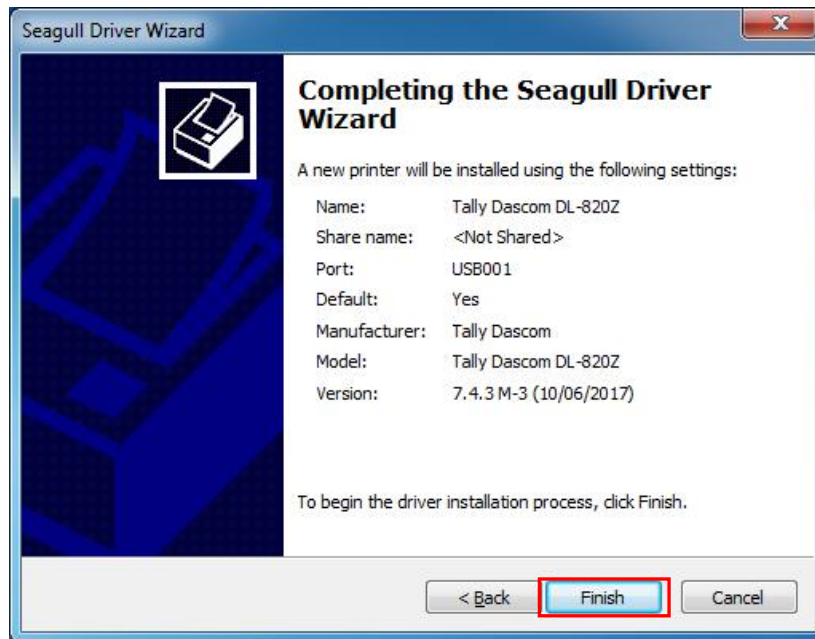 Seagull Driver Wizard
Completing the Seagull Driver
Wizard
A new printer will be installed using the following settings:
Name: Tally Dascom DL-820Z
Share name: <Not Shared>
Port: USB001
Default: Yes
Manufacturer: Tally Dascom
Model: Tally Dascom DL-820Z
Version: 7.4.3 M-3 (10/06/2017)
To begin the driver installation process, click Finish.
< Back Finish Cancel